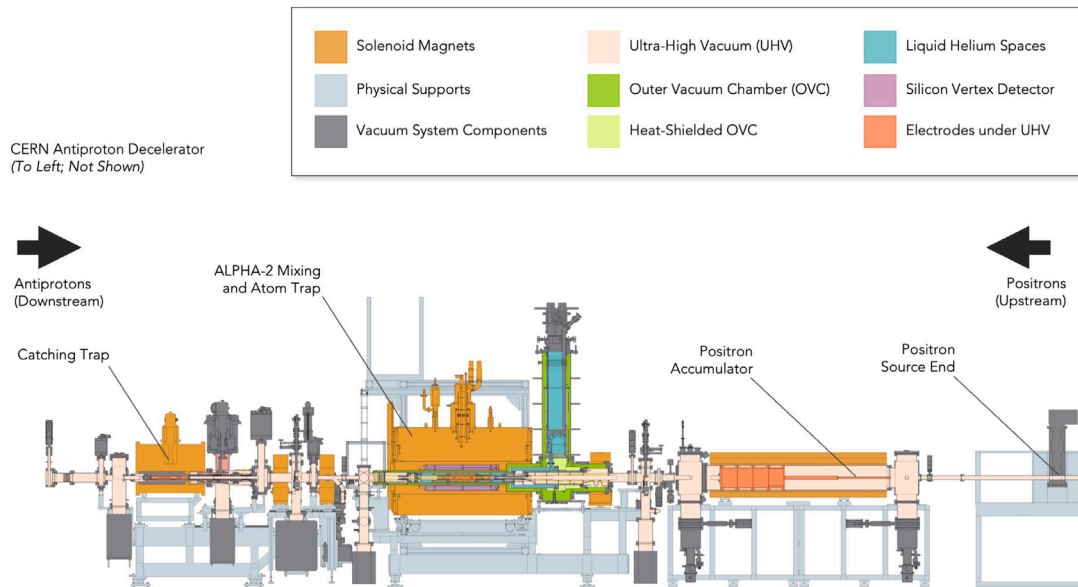 Solenoid Magnets
Ultra-High Vacuum (UHV)
Liquid Helium Spaces
Physical Supports
Outer Vacuum Chamber (OVC)
Silicon Vertex Detector
Vacuum System Components
Heat-Shielded OVC
Electrodes under UHV
CERN Antiproton Decelerator
(To Left; Not Shown)
Antiprotons
(Downstream)
ALPHA-2 Mixing
and Atom Trap
Positrons
(Upstream)
Catching Trap
Positron
Accumulator
Positron
Source End